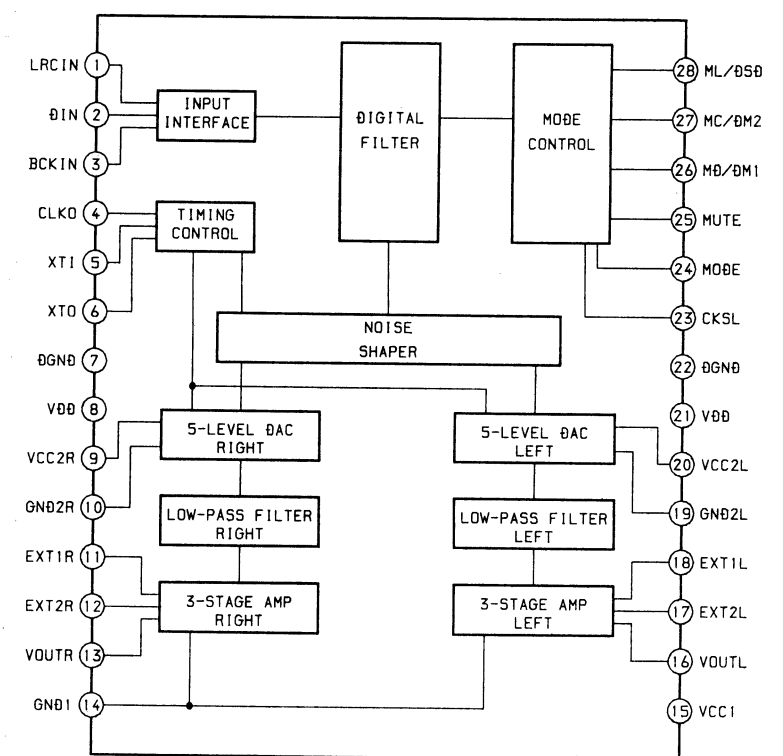 LRCIN 1
DIN 2
BCKIN 3
CLKO 4
XTI 5
XTO 6
DGND 7
VDD 8
VCC2R 9
GND2R 10
EXT1R 11
EXT2R 12
VOUTR 13
GND1 14
INPUT
INTERFACE
TIMING
CONTROL
DIGITAL
FILTER
MODE
CONTROL
NOISE
SHAPER
5-LEVEL DAC
RIGHT
LOW-PASS FILTER
RIGHT
3-STAGE AMP
RIGHT
5-LEVEL DAC
LEFT
LOW-PASS FILTER
LEFT
3-STAGE AMP
LEFT
28 ML/DSD
27 MC/DM2
26 MD/DM1
25 MUTE
24 MODE
23 CKSL
22 DGND
21 VDD
20 VCC2L
19 GND2L
18 EXT1L
17 EXT2L
16 VOUTL
15 VCC1